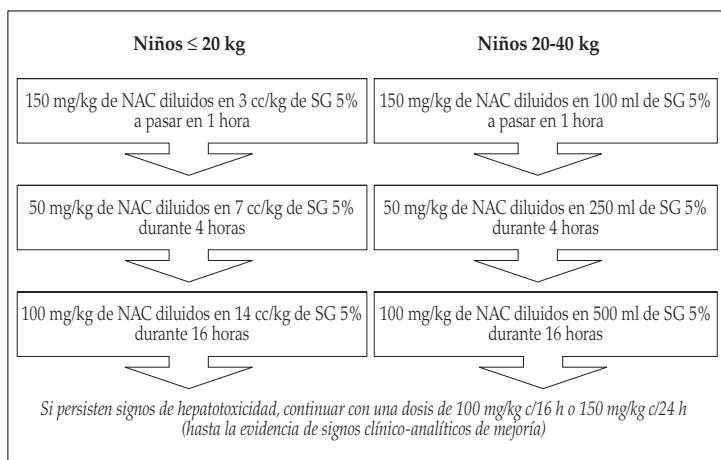 Niños ≤ 20 kg
150 mg/kg de NAC diluidos en 3 cc/kg de SG 5%
a pasar en 1 hora
50 mg/kg de NAC diluidos en 7 cc/kg de SG 5%
durante 4 horas
100 mg/kg de NAC diluidos en 14 cc/kg de SG 5%
durante 16 horas
Niños 20-40 kg
150 mg/kg de NAC diluidos en 100 ml de SG 5%
a pasar en 1 hora
50 mg/kg de NAC diluidos en 250 ml de SG 5%
durante 4 horas
100 mg/kg de NAC diluidos en 500 ml de SG 5%
durante 16 horas
Si persisten signos de hepatotoxicidad, continuar con una dosis de 100 mg/kg c/16 h o 150 mg/kg c/24 h
(hasta la evidencia de signos clínico-analíticos de mejoría)